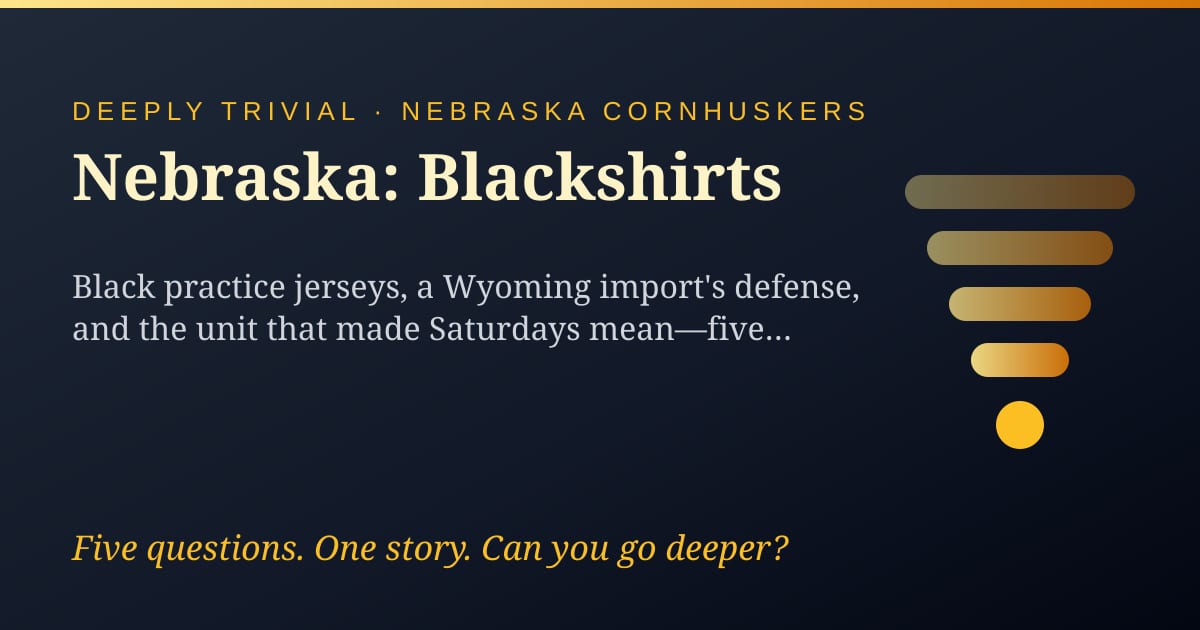 DEEPLY TRIVIAL · NEBRASKA CORNHUSKERS
Nebraska: Blackshirts
Black practice jerseys, a Wyoming import's defense,
and the unit that made Saturdays mean—five...
Five questions. One story. Can you go deeper?